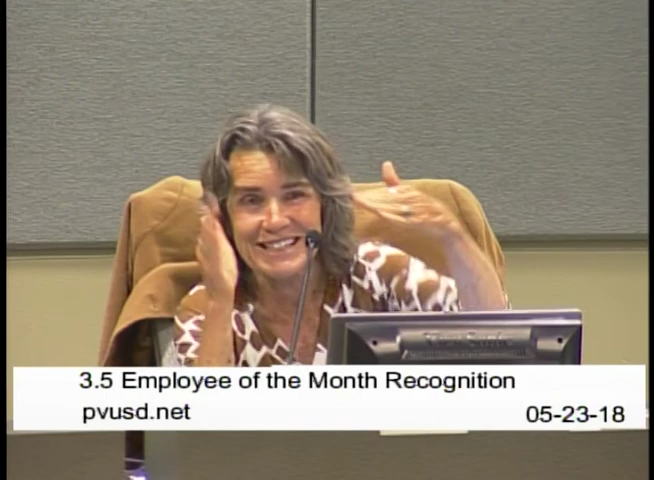 3.5 Employee of the Month Recognition
pvusd.net 05-23-18